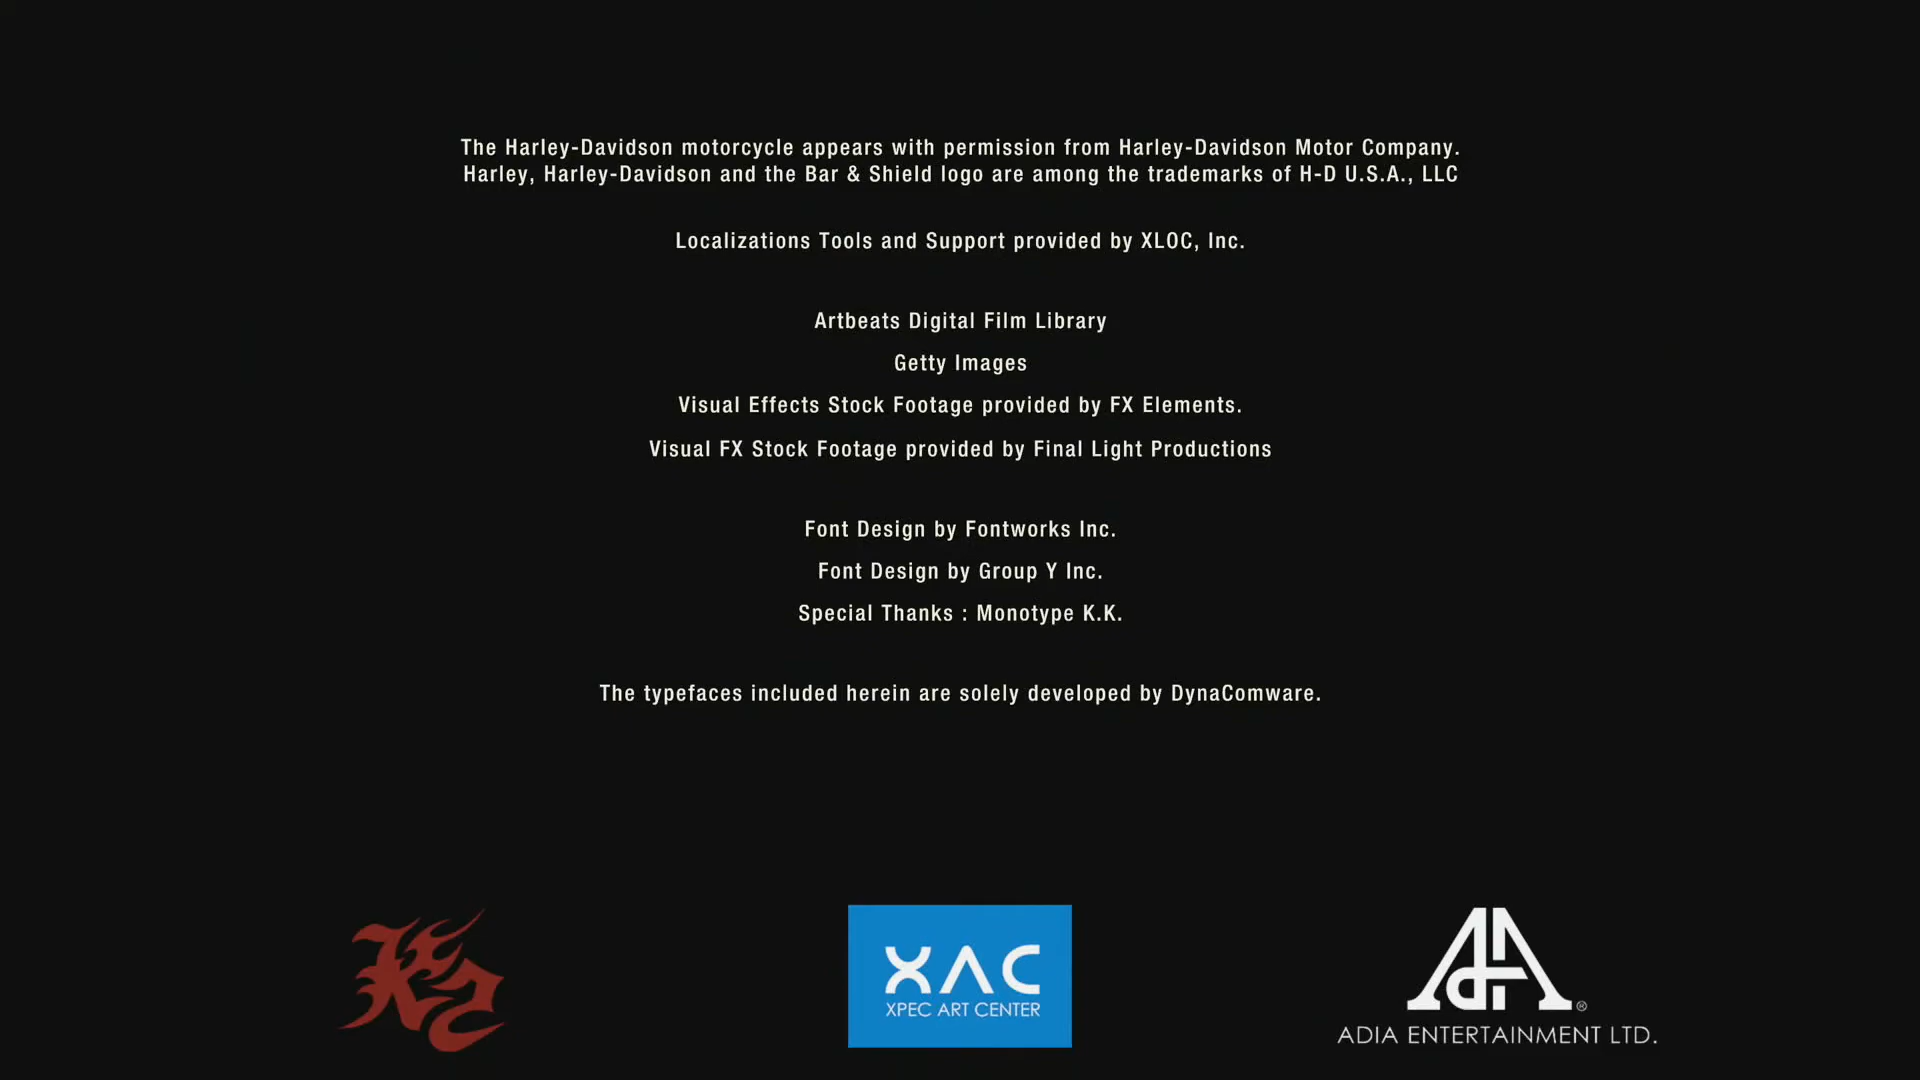 The Harley-Davidson motorcycle appears with permission from Harley-Davidson Motor Company.
Harley, Harley-Davidson and the Bar & Shield logo are among the trademarks of H-D U.S.A., LLC
Localizations Tools and Support provided by XLOC, Inc.
Artbeats Digital Film Library
Getty Images
Visual Effects Stock Footage provided by FX Elements.
Visual FX Stock Footage provided by Final Light Productions
Font Design by Fontworks Inc.
Font Design by Group Y Inc.
Special Thanks : Monotype K.K.
The typefaces included herein are solely developed by DynaComware.
XAC
XPEC ART CENTER
®
ADIA ENTERTAINMENT LTD.